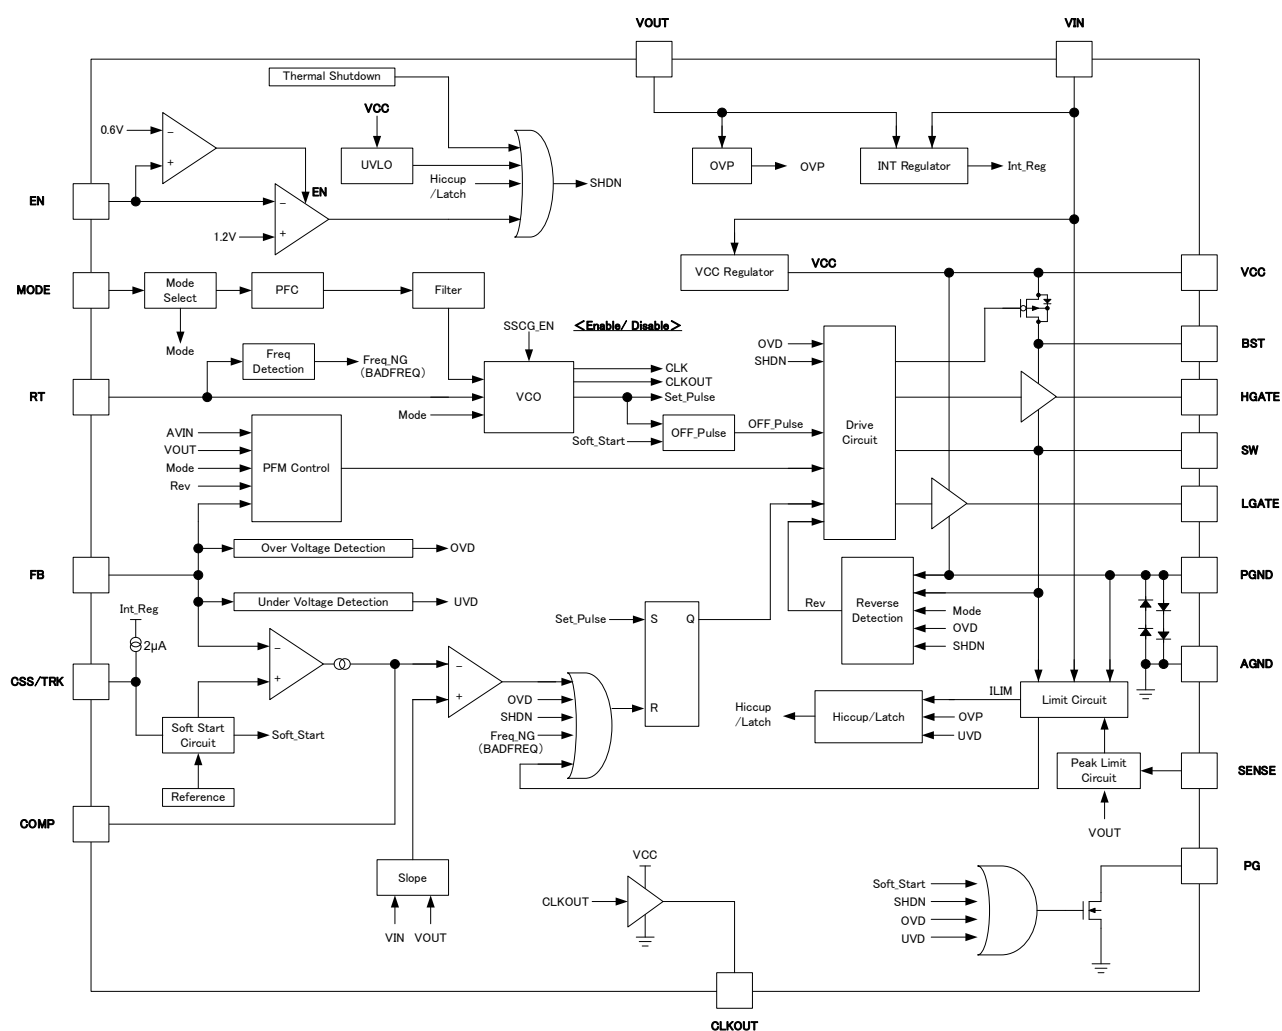 VOUT
VIN
Thermal Shutdown
VCC
0.6V
−
+
UVLO
Hiccup
/Latch
SHDN
OVP
OVP
INT Regulator
Int_Reg
EN
EN
−
+
1.2V
VCC Regulator
VCC
VCC
MODE
Mode
Select
PFC
Filter
Mode
SSCG_EN
<Enable/ Disable>
Freq
Detection
Freq_NG
(BADFREQ)
RT
VCO
CLK
CLKOUT
Set_Pulse
Mode
Soft_Start
OFF_Pulse
OFF_Pulse
OVD
SHDN
Drive
Circuit
BST
HGATE
SW
LGATE
AVIN
VOUT
Mode
Rev
PFM Control
Over Voltage Detection
OVD
FB
Under Voltage Detection
UVD
Int_Reg
2μA
CSS/TRK
−
+
Soft Start
Circuit
Soft_Start
Reference
COMP
−
+
OVD
SHDN
Freq_NG
(BADFREQ)
Set_Pulse
S
Q
R
Rev
Reverse
Detection
Mode
OVD
SHDN
PGND
AGND
ILIM
Limit Circuit
Hiccup
/Latch
Hiccup/Latch
OVP
UVD
Peak Limit
Circuit
SENSE
VOUT
Slope
VIN
VOUT
VCC
CLKOUT
CLKOUT
Soft_Start
SHDN
OVD
UVD
PG